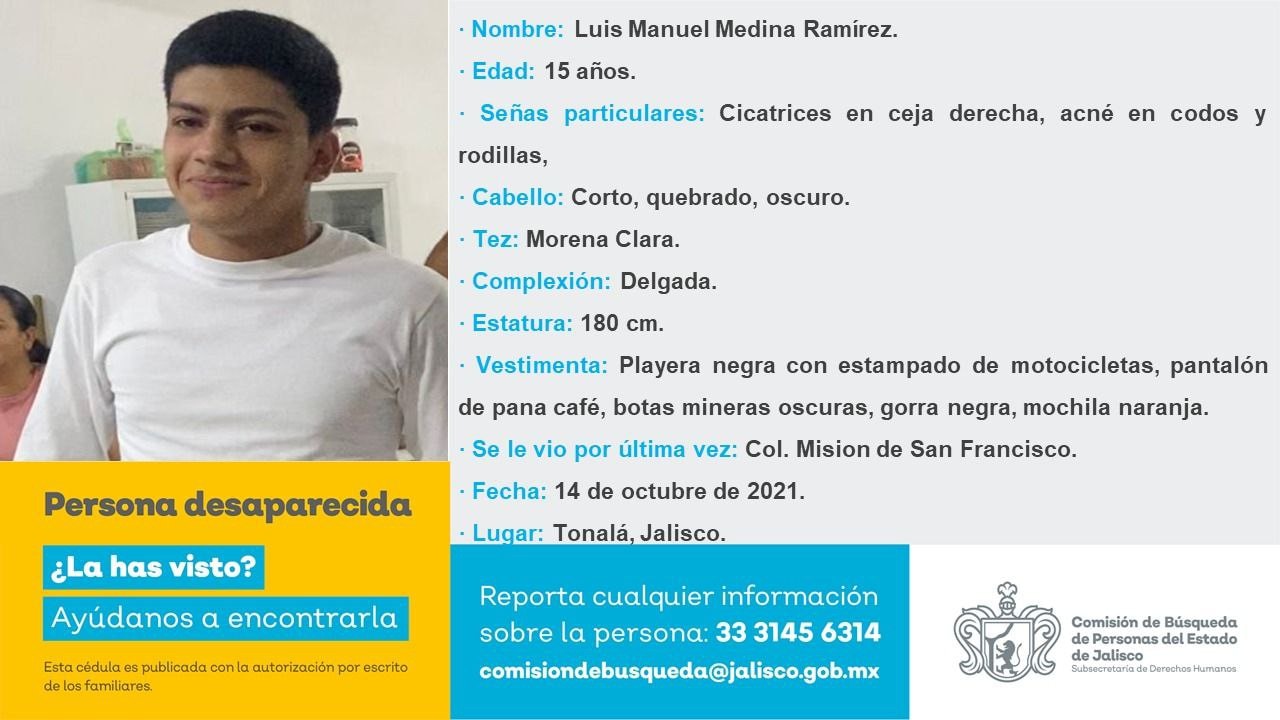 · Nombre: Luis Manuel Medina Ramírez.
· Edad: 15 años.
· Señas particulares: Cicatrices en ceja derecha, acné en codos y
rodillas,
· Cabello: Corto, quebrado, oscuro.
· Tez: Morena Clara.
· Complexión: Delgada.
· Estatura: 180 cm.
· Vestimenta: Playera negra con estampado de motocicletas, pantalón
de pana café, botas mineras oscuras, gorra negra, mochila naranja.
· Se le vio por última vez: Col. Mision de San Francisco.
· Fecha: 14 de octubre de 2021.
· Lugar: Tonalá, Jalisco.
Persona desaparecida
¿La has visto?
Ayúdanos a encontrarla
Esta cédula es publicada con la autorización por escrito
de los familiares.
Reporta cualquier información
sobre la persona: 33 3145 6314
comisiondebusqueda@jalisco.gob.mx
Comisión de Búsqueda
de Personas del Estado
de Jalisco
Subsecretaría de Derechos Humanos